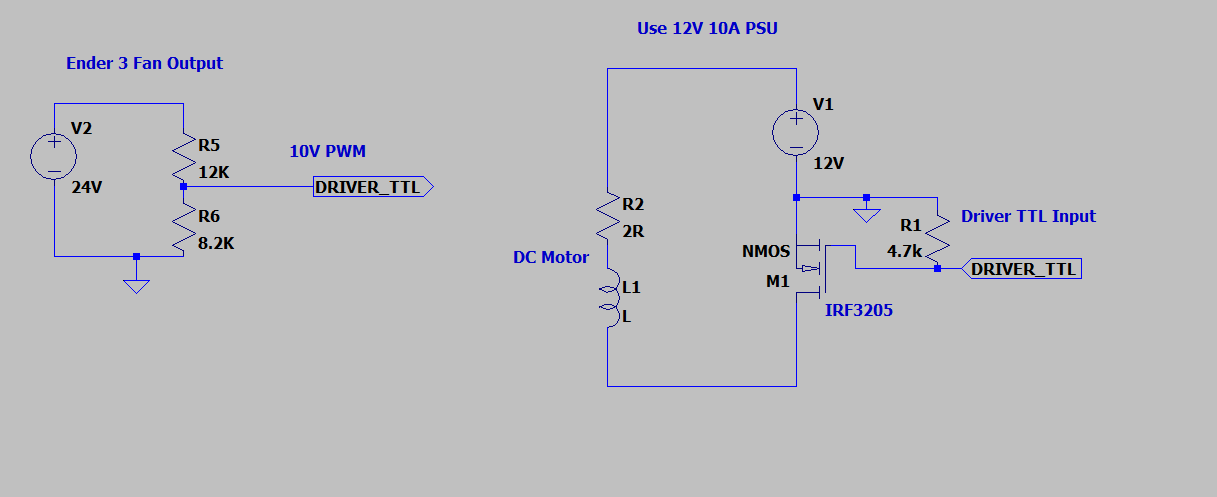 Use 12V 10A PSU
Ender 3 Fan Output
V2
24V
R5
12K
10V PWM
DRIVER_TTL
R6
8.2K
V1
12V
R2
2R
DC Motor
L1
L
NMOS
M1
IRF3205
R1
4.7k
Driver TTL Input
DRIVER_TTL